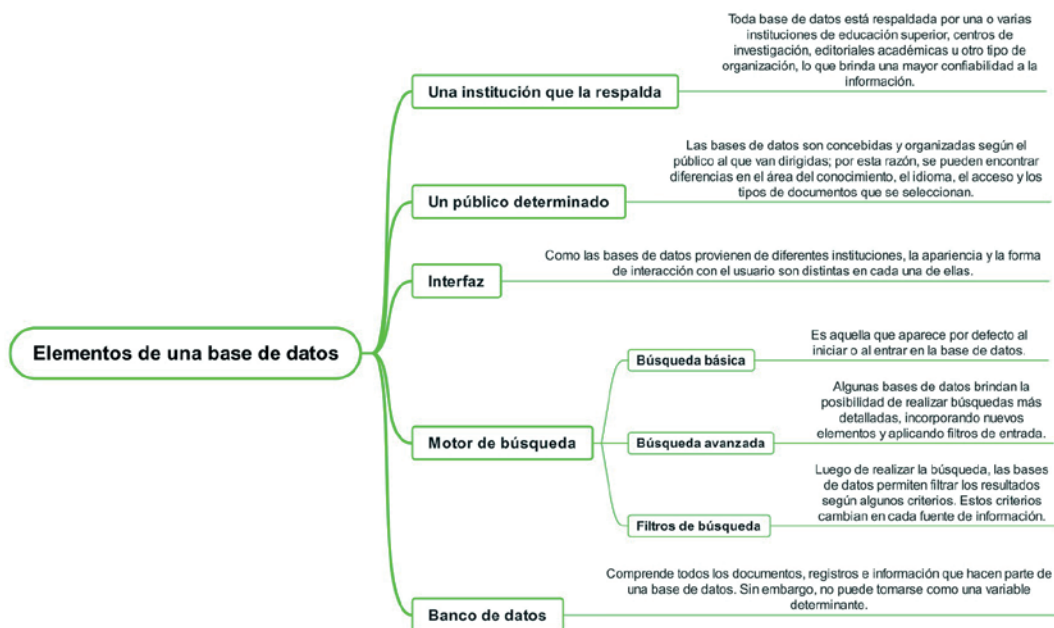 Elementos de una base de datos
Una institución que la respalda
Toda base de datos está respaldada por una o varias
instituciones de educación superior, centros de
investigación, editoriales académicas u otro tipo de
organización, lo que brinda una mayor confiabilidad a la
información.
Un público determinado
Las bases de datos son concebidas y organizadas según el
público al que van dirigidas; por esta razón, se pueden encontrar
diferencias en el área del conocimiento, el idioma, el acceso y los
tipos de documentos que se seleccionan.
Interfaz
Como las bases de datos provienen de diferentes instituciones, la apariencia y la forma
de interacción con el usuario son distintas en cada una de ellas.
Motor de búsqueda
Búsqueda básica
Es aquella que aparece por defecto al
iniciar o al entrar en la base de datos.
Búsqueda avanzada
Algunas bases de datos brindan la
posibilidad de realizar búsquedas más
detalladas, incorporando nuevos
elementos y aplicando filtros de entrada.
Filtros de búsqueda
Luego de realizar la búsqueda, las bases
de datos permiten filtrar los resultados
según algunos criterios. Estos criterios
cambian en cada fuente de información.
Banco de datos
Comprende todos los documentos, registros e información que hacen parte de
una base de datos. Sin embargo, no puede tomarse como una variable
determinante.